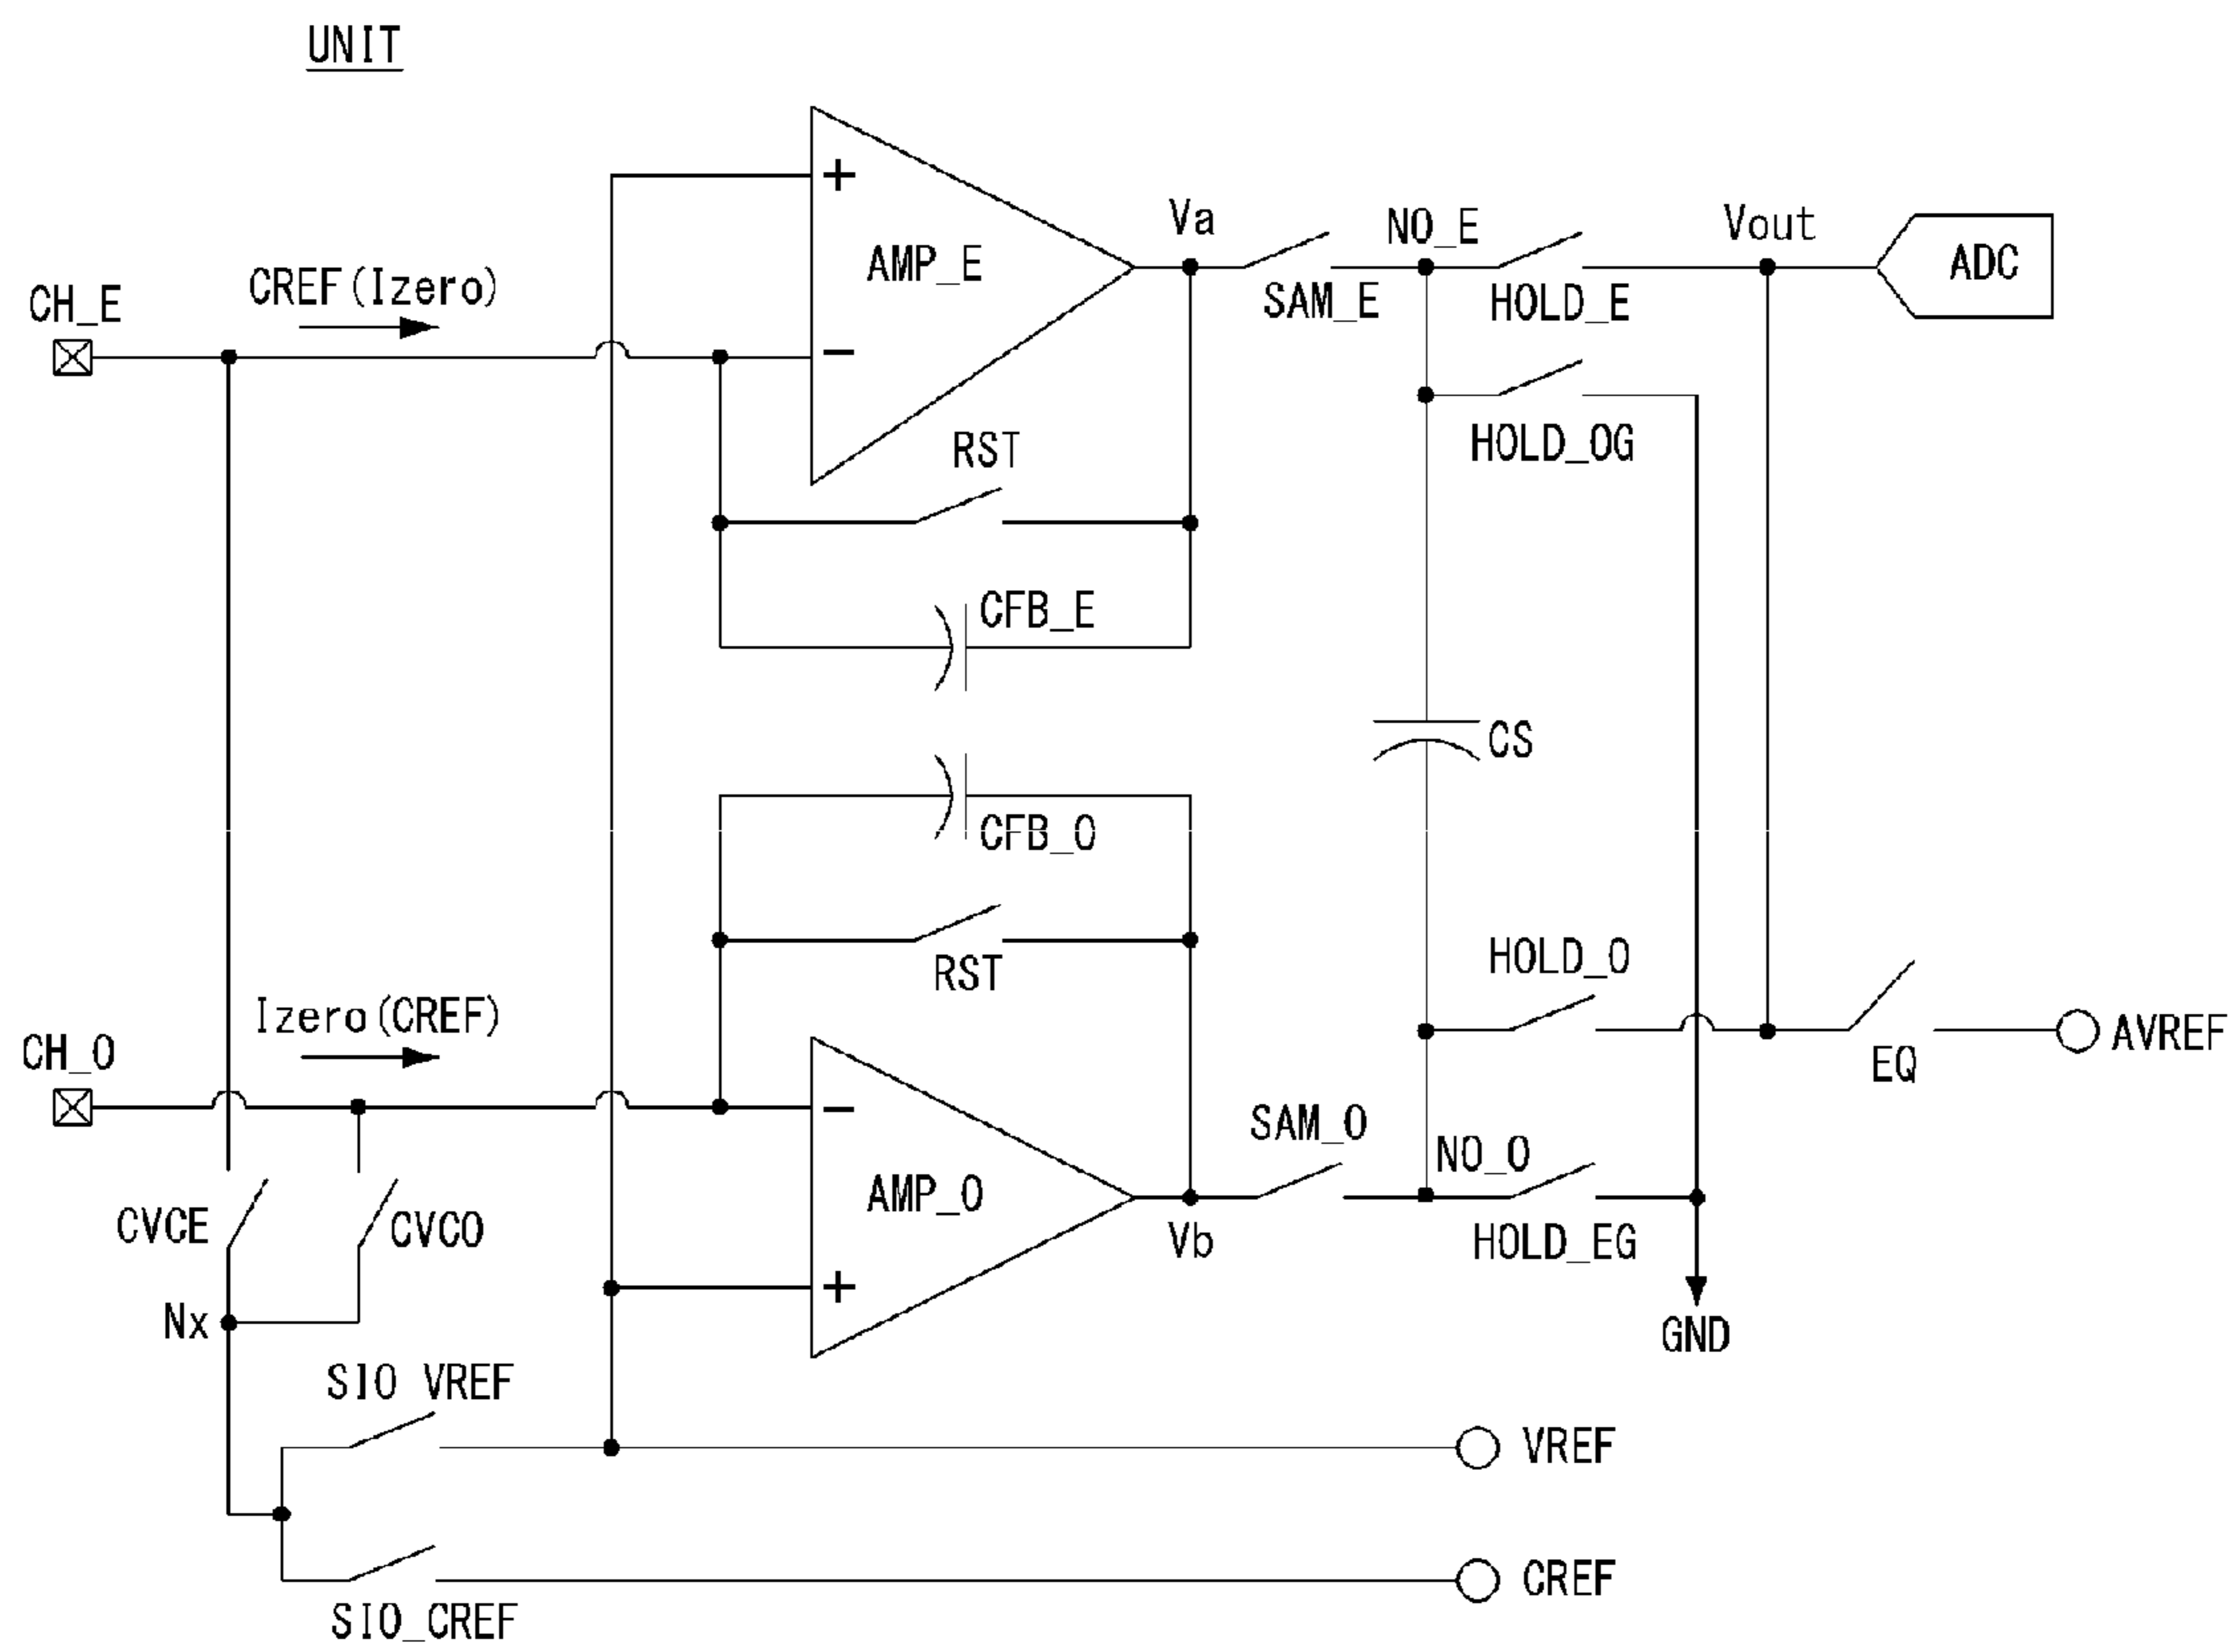 UNIT
+
AMP_E
−
CH_E
CREF(Izero)
Va
SAM_E
NO_E
HOLD_E
Vout
ADC
HOLD_OG
RST
CFB_E
CS
CFB_O
RST
HOLD_O
EQ
AVREF
CH_O
Izero(CREF)
−
AMP_O
+
SAM_O
Vb
NO_O
HOLD_EG
GND
CVCE
CVCO
Nx
SIO VREF
VREF
SIO_CREF
CREF